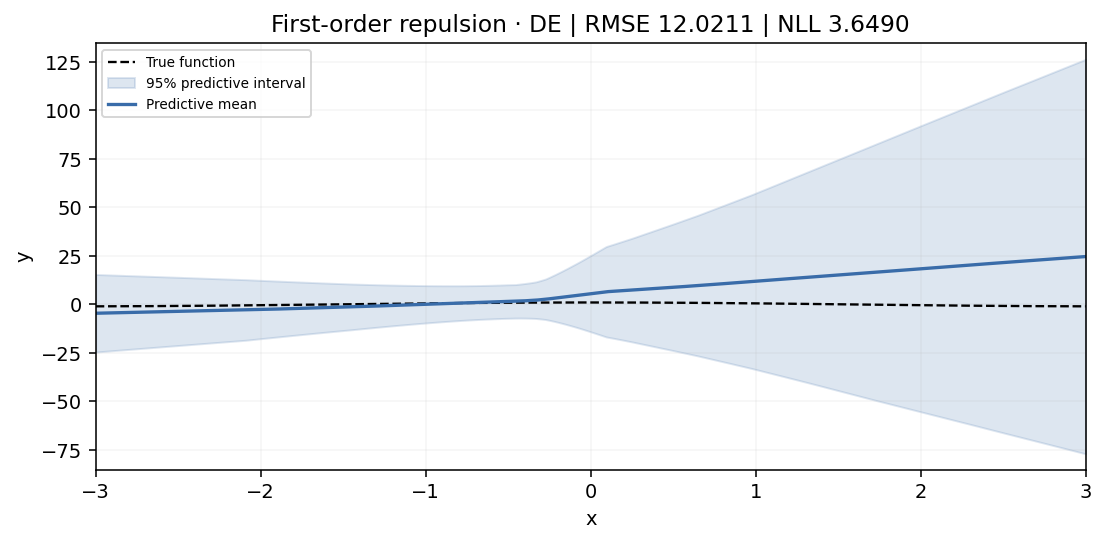 First-order repulsion · DE | RMSE 12.0211 | NLL 3.6490
True function
95% predictive interval
Predictive mean
125
100
75
50
25
0
−25
−50
−75
y
−3 −2 −1 0 1 2 3
x